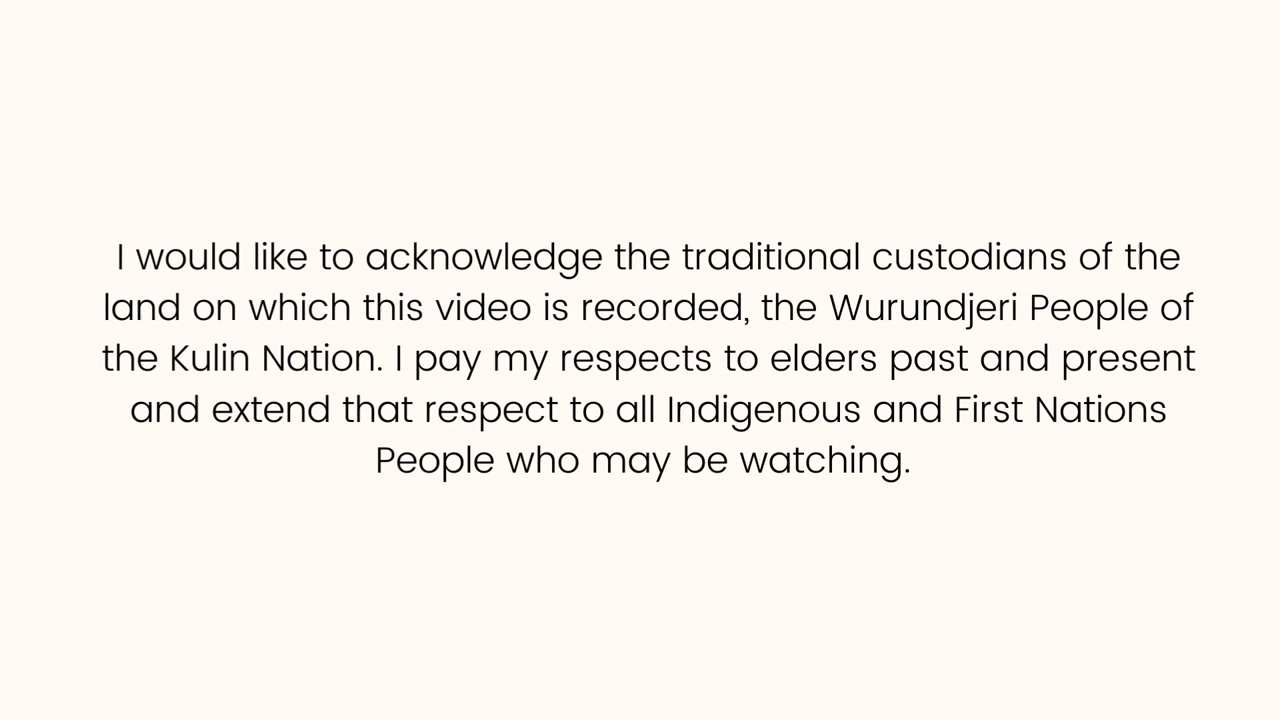 I would like to acknowledge the traditional custodians of the
land on which this video is recorded, the Wurundjeri People of
the Kulin Nation. I pay my respects to elders past and present
and extend that respect to all Indigenous and First Nations
People who may be watching.